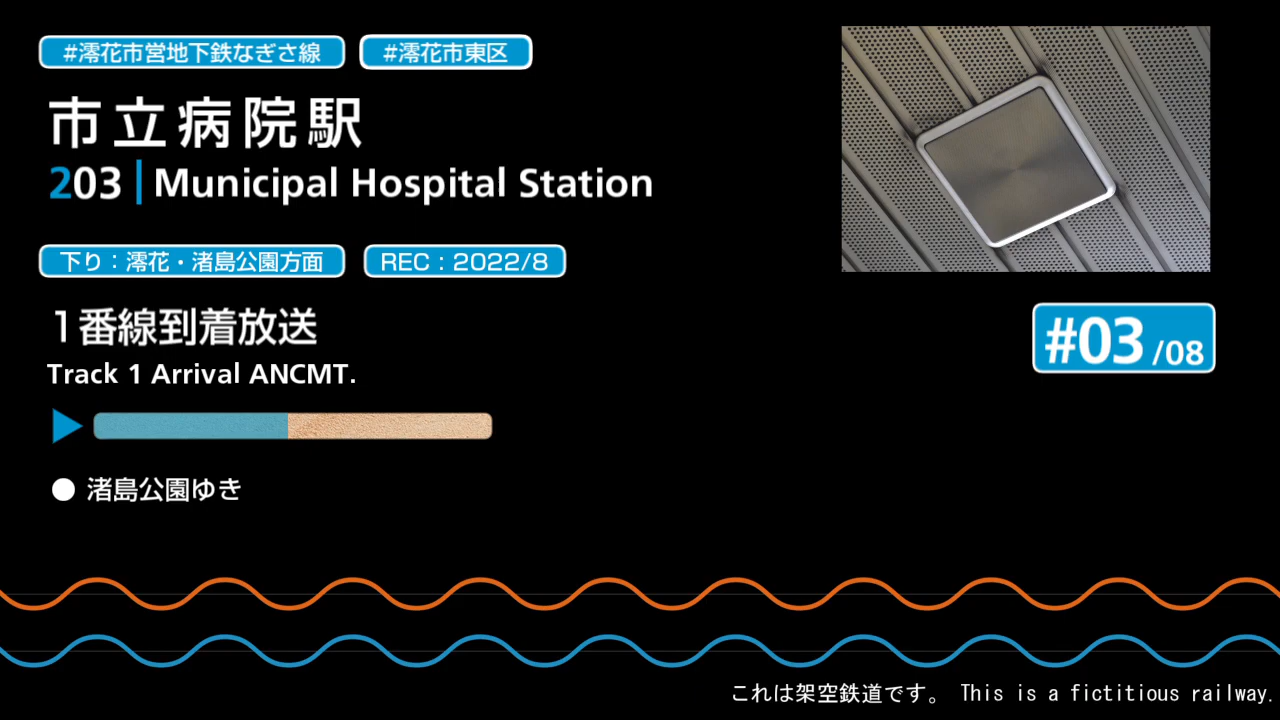 #澪花市営地下鉄なぎさ線 #澪花市東区
市立病院駅
203 | Municipal Hospital Station
下り：澪花・渚島公園方面 REC：2022/8
1番線到着放送
#03 /08
Track 1 Arrival ANCMT.
● 渚島公園ゆき
これは架空鉄道です。 This is a fictitious railway.